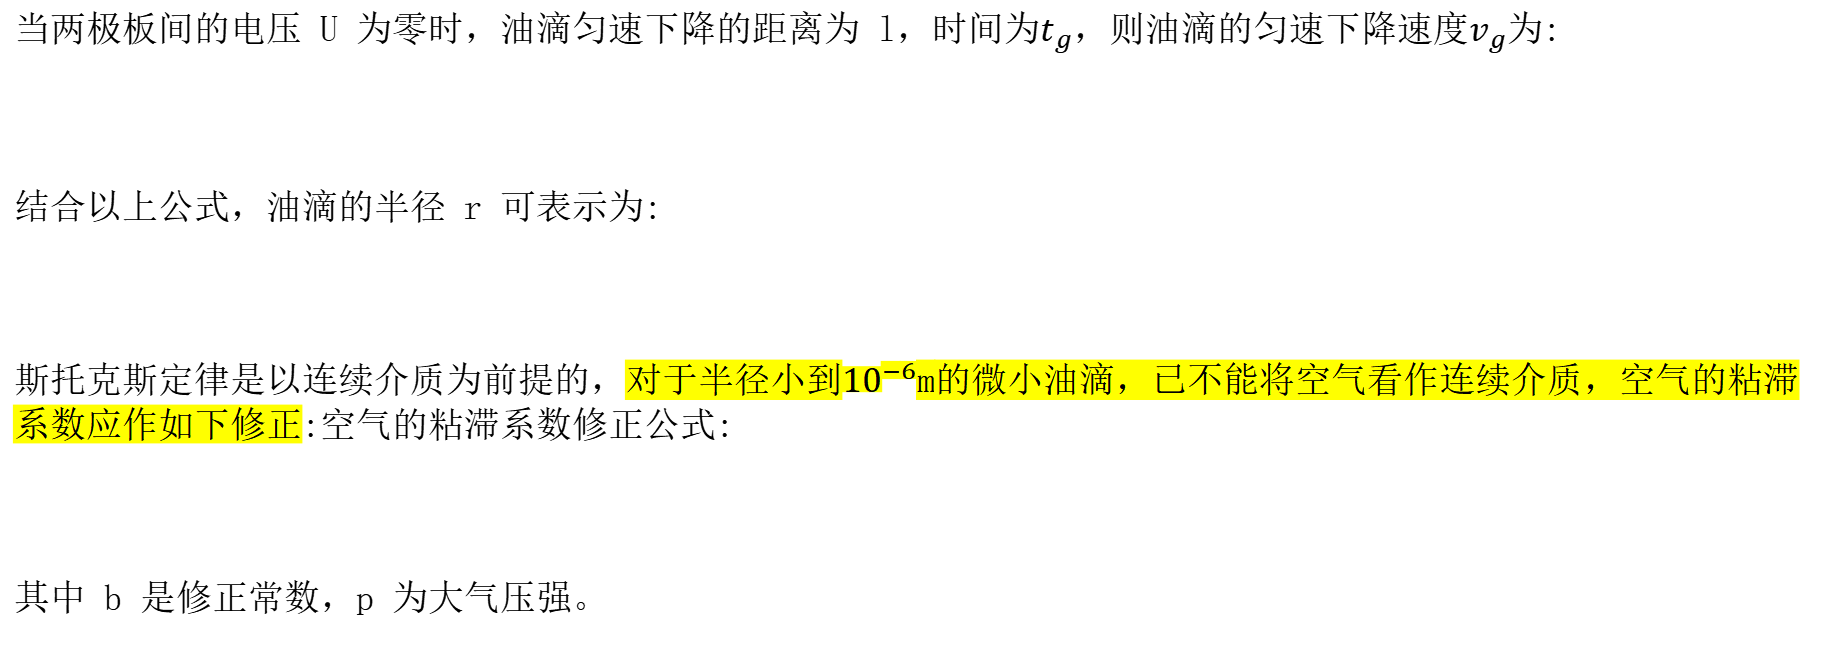 当两极板间的电压 U 为零时，油滴匀速下降的距离为 l，时间为t_g，则油滴的匀速下降速度v_g为:
结合以上公式，油滴的半径 r 可表示为:
斯托克斯定律是以连续介质为前提的，对于半径小到10⁻⁶m的微小油滴，已不能将空气看作连续介质，空气的粘滞
系数应作如下修正:空气的粘滞系数修正公式:
其中 b 是修正常数，p 为大气压强。